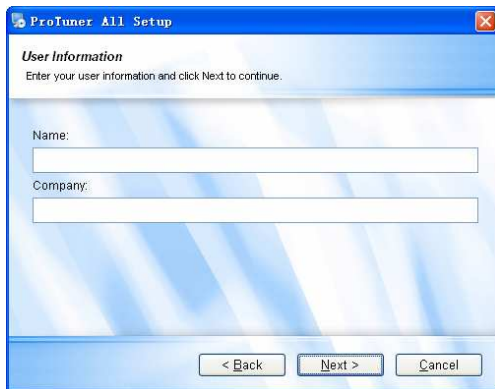 ProTuner All Setup
User Information
Enter your user information and click Next to continue.
Name:
Company:
< Back
Next >
Cancel